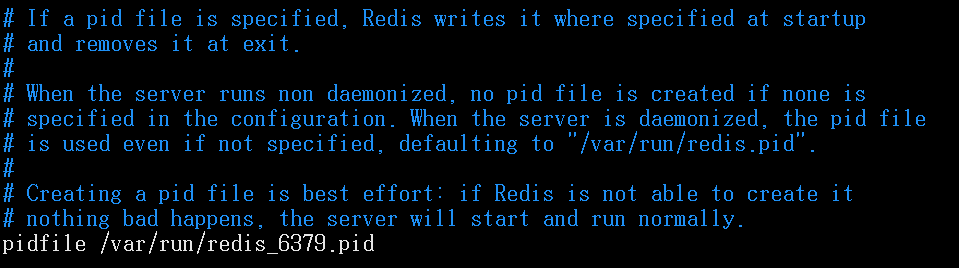 # If a pid file is specified, Redis writes it where specified at startup
# and removes it at exit.
#
# When the server runs non daemonized, no pid file is created if none is
# specified in the configuration. When the server is daemonized, the pid file
# is used even if not specified, defaulting to "/var/run/redis.pid".
#
# Creating a pid file is best effort: if Redis is not able to create it
# nothing bad happens, the server will start and run normally.
pidfile /var/run/redis_6379.pid